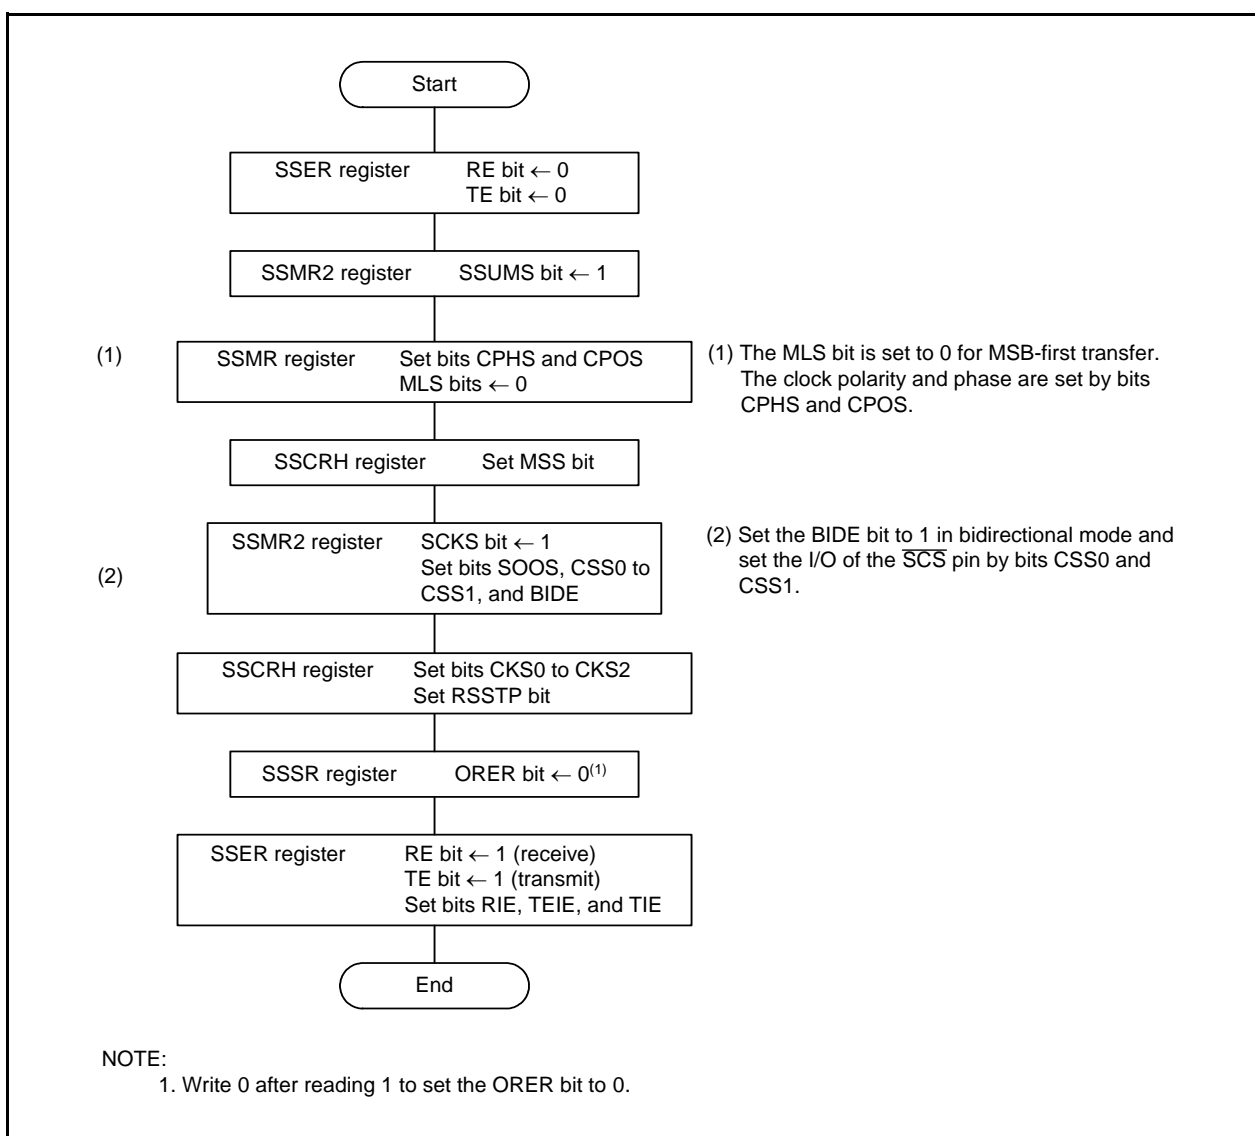 Start
SSER register RE bit ← 0
TE bit ← 0
SSMR2 register SSUMS bit ← 1
(1) SSMR register Set bits CPHS and CPOS
MLS bits ← 0
(1) The MLS bit is set to 0 for MSB-first transfer.
The clock polarity and phase are set by bits
CPHS and CPOS.
SSCRH register Set MSS bit
(2) SSMR2 register SCKS bit ← 1
Set bits SOOS, CSS0 to
CSS1, and BIDE
(2) Set the BIDE bit to 1 in bidirectional mode and
set the I/O of the S̅C̅S̅ pin by bits CSS0 and
CSS1.
SSCRH register Set bits CKS0 to CKS2
Set RSSTP bit
SSSR register ORER bit ← 0(1)
SSER register RE bit ← 1 (receive)
TE bit ← 1 (transmit)
Set bits RIE, TEIE, and TIE
End
NOTE:
1. Write 0 after reading 1 to set the ORER bit to 0.